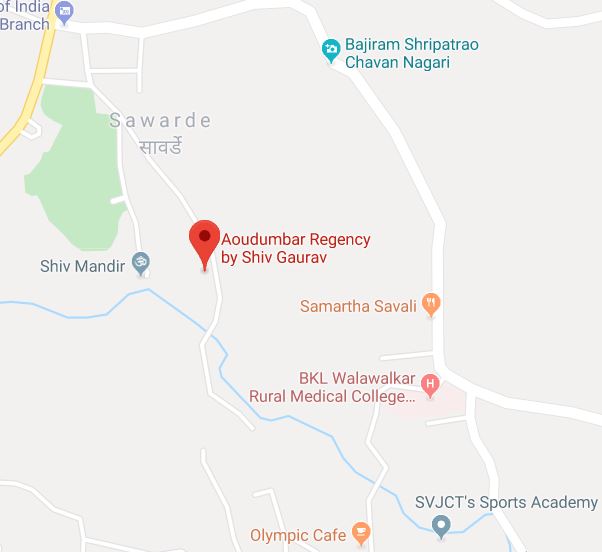 of India
Branch
Bajiram Shripatrao
Chavan Nagari
Sawarde
सावर्डे
Aoudumbar Regency
by Shiv Gaurav
Shiv Mandir
Samartha Savali
BKL Walawalkar
Rural Medical College...
H
SVJCT's Sports Academy
Olympic Cafe